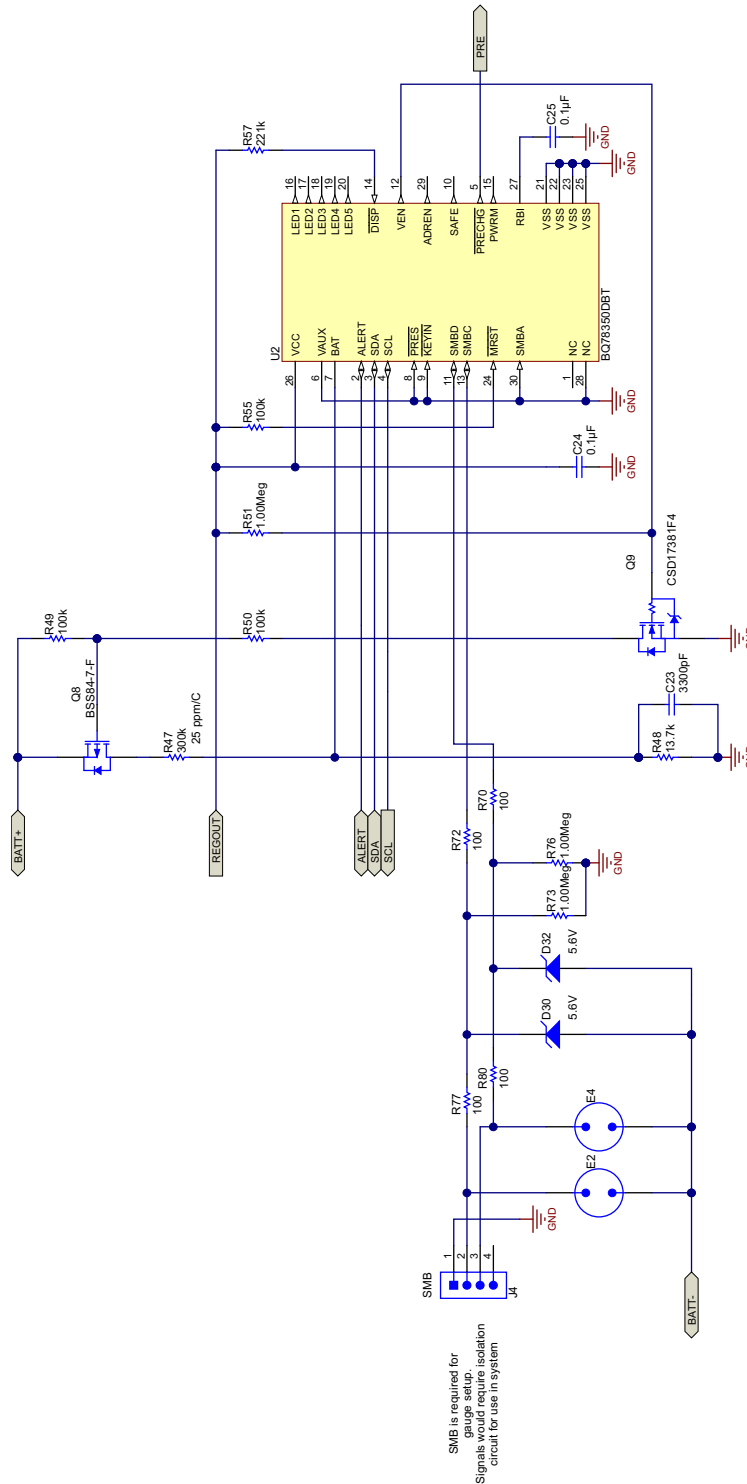 BATT+
R49
100k
Q8
BSS84-7-F
R47
300k
25 ppm/C
REGOUT
R50
100k
R51
1.00Meg
R55
100k
R57
221k
U2
VCC
26
VAUX
6
BAT
7
ALERT
2
SDA
3
SCL
4
PRES
8
KEYIN
9
SMBD
11
SMBC
13
MRST
24
SMBA
30
NC
1
NC
28
LED1
16
LED2
17
LED3
18
LED4
19
LED5
20
DISP
14
VEN
12
ADREN
29
SAFE
10
PRECHG
5
PWRM
15
RBI
27
VSS
21
VSS
22
VSS
23
VSS
25
BQ78350DBT
PRE
C25
0.1µF
GND
GND
GND
C24
0.1µF
GND
ALERT
SDA
SCL
Q9
CSD17381F4
C23
3300pF
R48
13.7k
R72
100
R70
100
R76
1.00Meg
R73
1.00Meg
GND
D32
5.6V
D30
5.6V
R77
100
R80
100
E4
E2
GND
SMB
1
2
3
4
J4
BATT-
SMB is required for
gauge setup.
Signals would require isolation
circuit for use in system